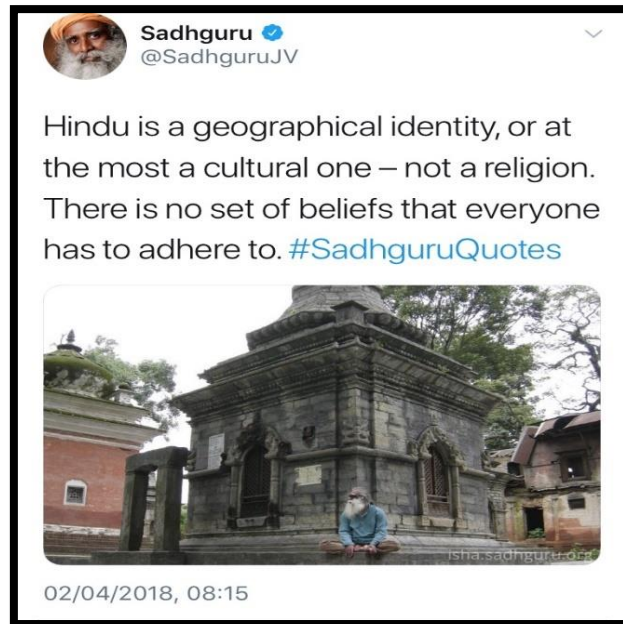 Sadhguru
@SadhguruJV
Hindu is a geographical identity, or at
the most a cultural one – not a religion.
There is no set of beliefs that everyone
has to adhere to. #SadhguruQuotes
isha.sadhguru.org
02/04/2018, 08:15